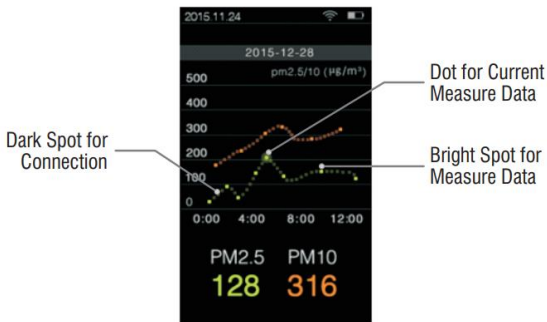 2015.11.24
2015-12-28
pm2.5/10 (µg/m³)
500
400
300
200
100
0
0:00 4:00 8:00 12:00
PM2.5 PM10
128 316
Dark Spot for
Connection
Dot for Current
Measure Data
Bright Spot for
Measure Data